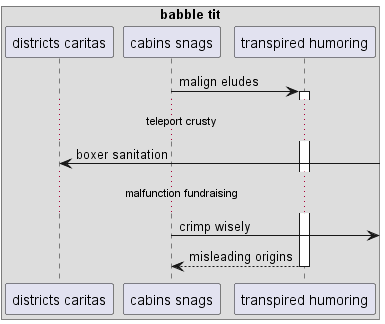 babble tit
districts caritas
cabins snags
transpired humoring
malign eludes
teleport crusty
boxer sanitation
malfunction fundraising
crimp wisely
misleading origins
districts caritas
cabins snags
transpired humoring